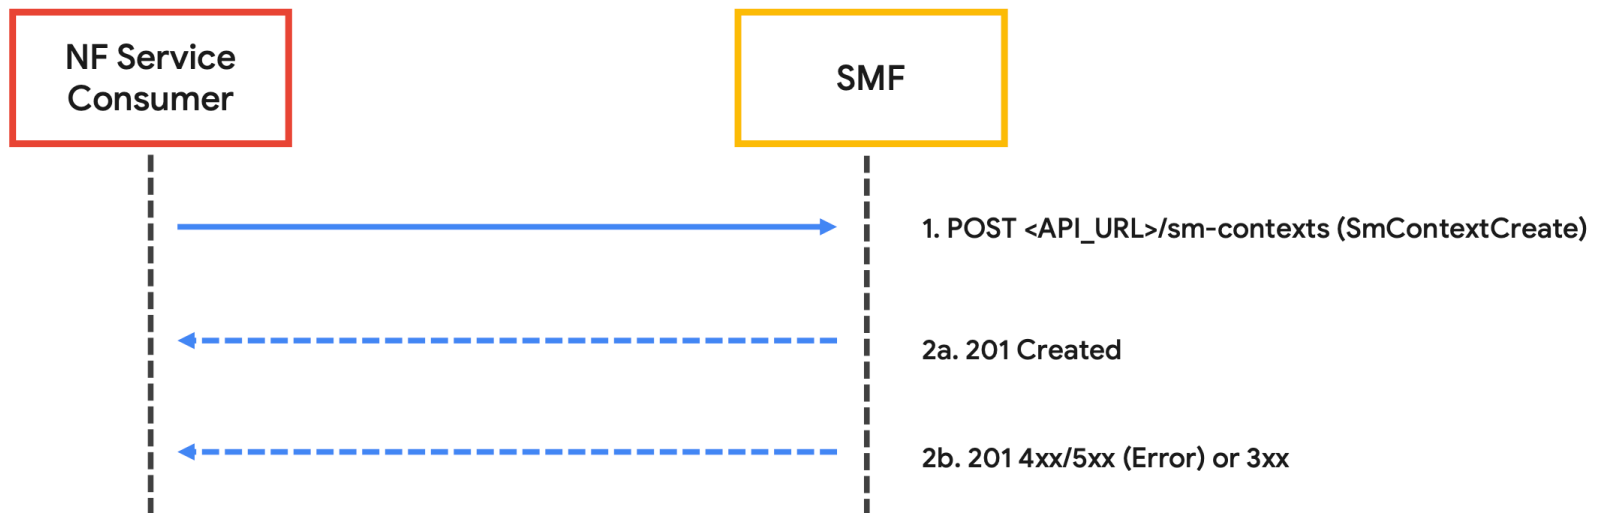 NF Service
Consumer
SMF
1. POST <API_URL>/sm-contexts (SmContextCreate)
2a. 201 Created
2b. 201 4xx/5xx (Error) or 3xx